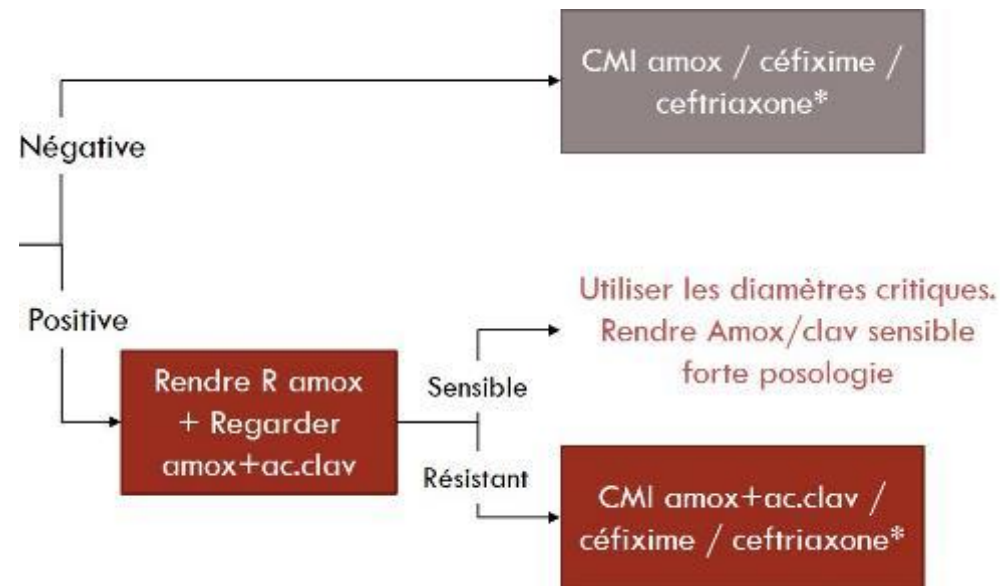 CMI amox / céfixime /
ceftriaxone*
Négative
Positive
Rendre R amox
+ Regarder
amox+ac.clav
Sensible
Utiliser les diamètres critiques.
Rendre Amox/clav sensible
forte posologie
Résistant
CMI amox+ac.clav /
céfixime / ceftriaxone*